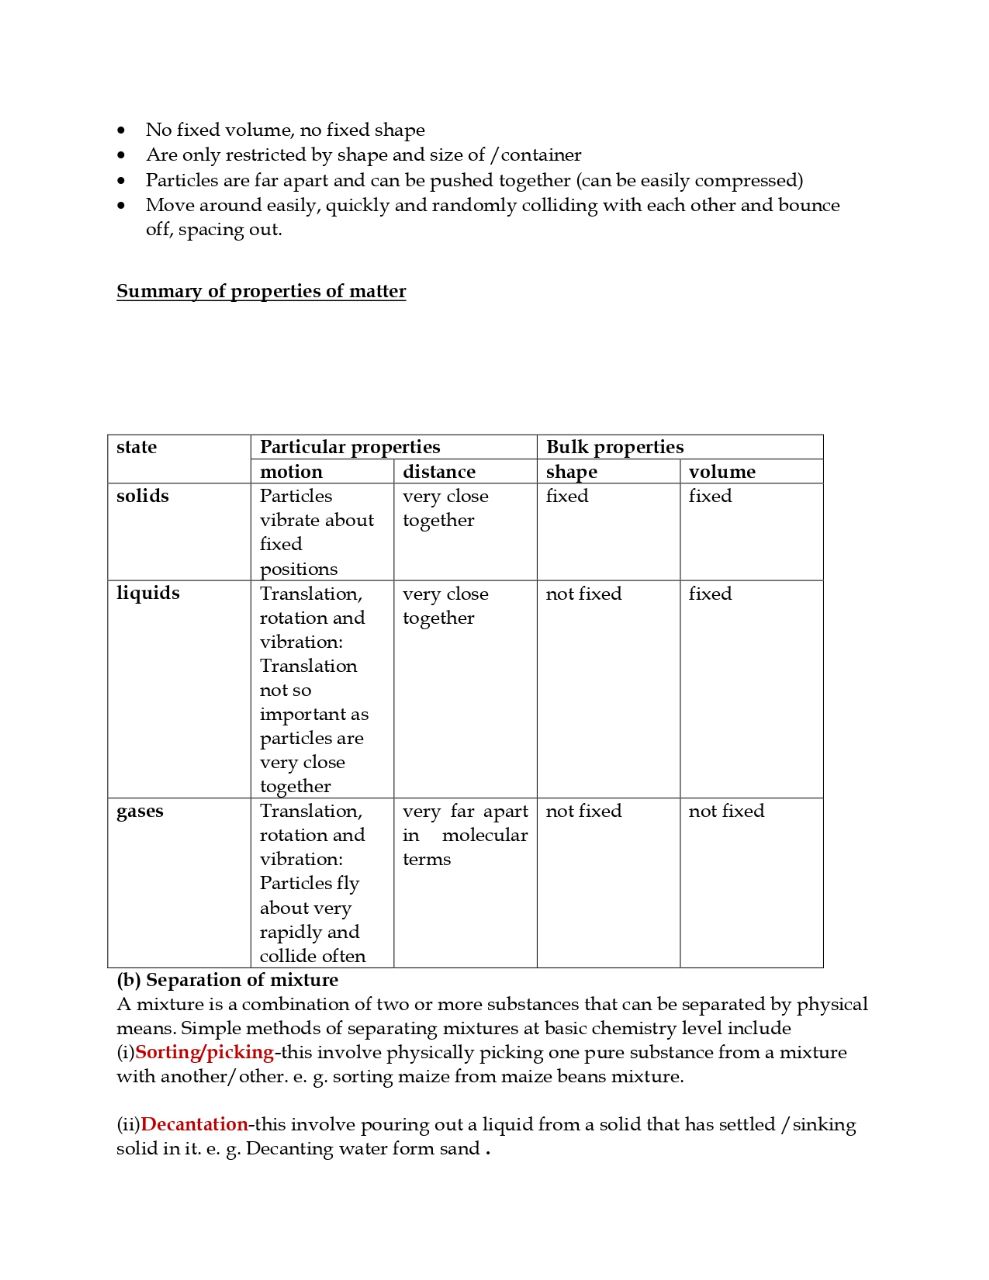 • No fixed volume, no fixed shape
• Are only restricted by shape and size of /container
• Particles are far apart and can be pushed together (can be easily compressed)
• Move around easily, quickly and randomly colliding with each other and bounce
off, spacing out.
Summary of properties of matter
state Particular properties Bulk properties
motion distance shape volume
solids Particles very close fixed fixed
vibrate about together
fixed
positions
liquids Translation, very close not fixed fixed
rotation and together
vibration:
Translation
not so
important as
particles are
very close
together
gases Translation, very far apart not fixed not fixed
rotation and in molecular
vibration: terms
Particles fly
about very
rapidly and
collide often
(b) Separation of mixture
A mixture is a combination of two or more substances that can be separated by physical
means. Simple methods of separating mixtures at basic chemistry level include
(i)Sorting/picking-this involve physically picking one pure substance from a mixture
with another/other. e. g. sorting maize from maize beans mixture.
(ii)Decantation-this involve pouring out a liquid from a solid that has settled /sinking
solid in it. e. g. Decanting water form sand .